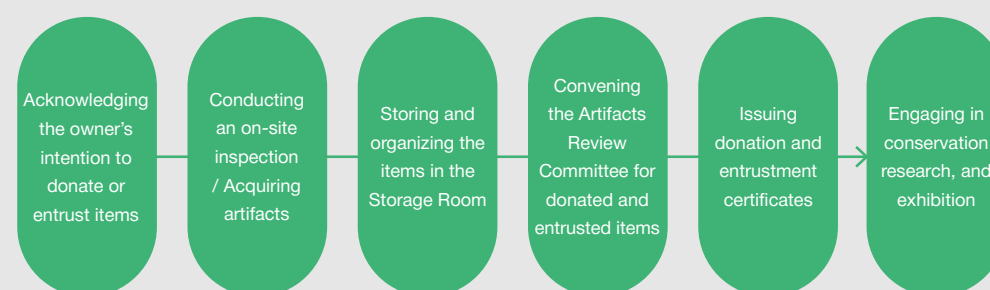 Acknowledging
the owner's
intention to
donate or
entrust items
Conducting
an on-site
inspection
/ Acquiring
artifacts
Storing and
organizing the
items in the
Storage Room
Convening
the Artifacts
Review
Committee for
donated and
entrusted items
Issuing
donation and
entrustment
certificates
Engaging in
conservation
research, and
exhibition